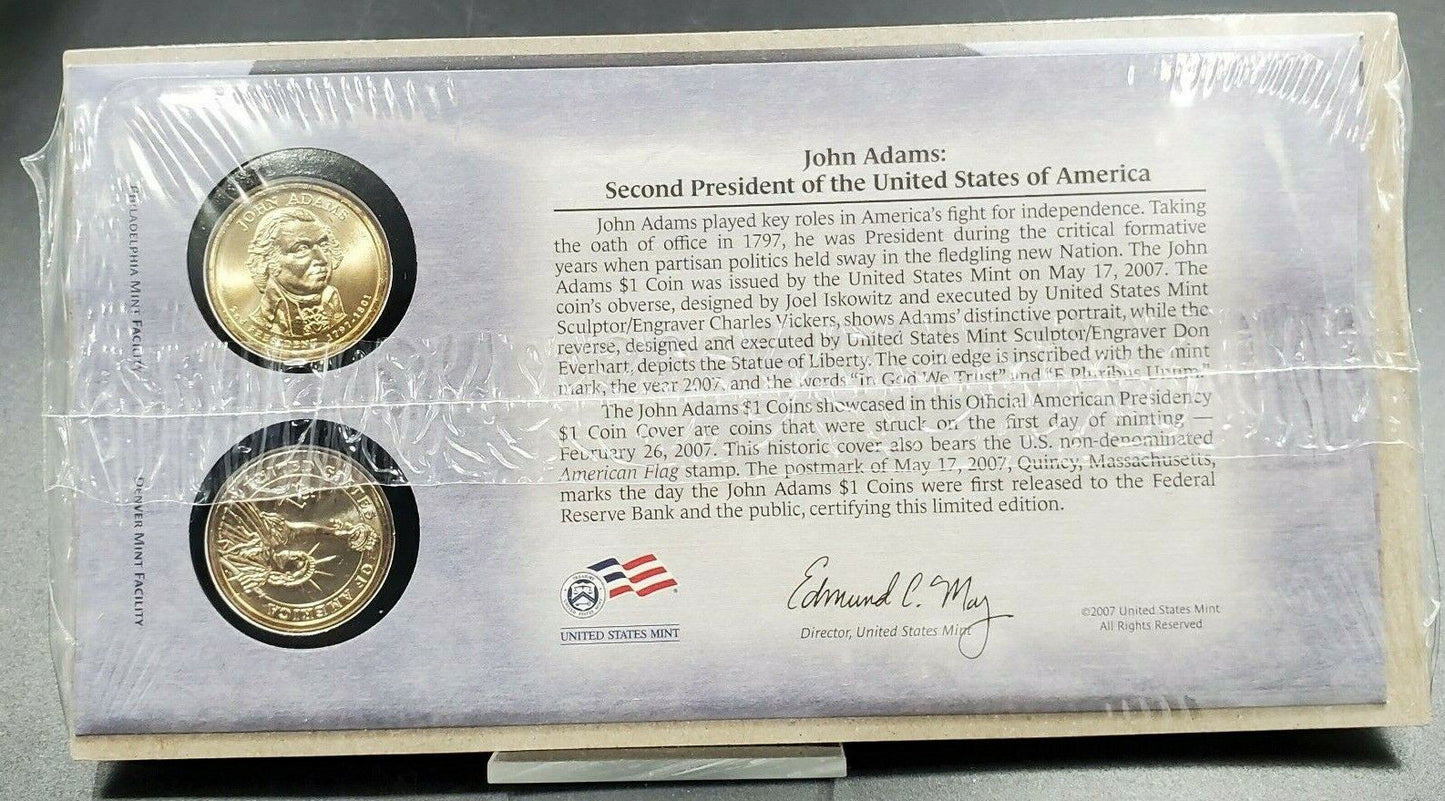 John Adams:
Second President of the United States of America
John Adams played key roles in America's fight for independence. Taking
the oath of office in 1797, he was President during the critical formative
years when partisan politics held sway in the fledgling new Nation. The John
Adams $1 Coin was issued by the United States Mint on May 17, 2007. The
coin's obverse, designed by Joel Iskowitz and executed by United States Mint
Sculptor/Engraver Charles Vickers, shows Adams' distinctive portrait, while the
reverse, designed and executed by United States Mint Sculptor/Engraver Don
Everhart, depicts the Statue of Liberty. The coin edge is inscribed with the mint
mark, the year 2007, and the words "In God We Trust" and "E Pluribus Unum."
The John Adams $1 Coins showcased in this Official American Presidency
$1 Coin Cover are coins that were struck on the first day of minting —
February 26, 2007. This historic cover also bears the U.S. non-denominated
American Flag stamp. The postmark of May 17, 2007, Quincy, Massachusetts,
marks the day the John Adams $1 Coins were first released to the Federal
Reserve Bank and the public, certifying this limited edition.
PHILADELPHIA MINT FACILITY
JOHN ADAMS
2nd PRESIDENT 1797-1801
DENVER MINT FACILITY
UNITED STATES OF AMERICA
$1
UNITED STATES MINT
Edmund C. Moy
Director, United States Mint
©2007 United States Mint
All Rights Reserved